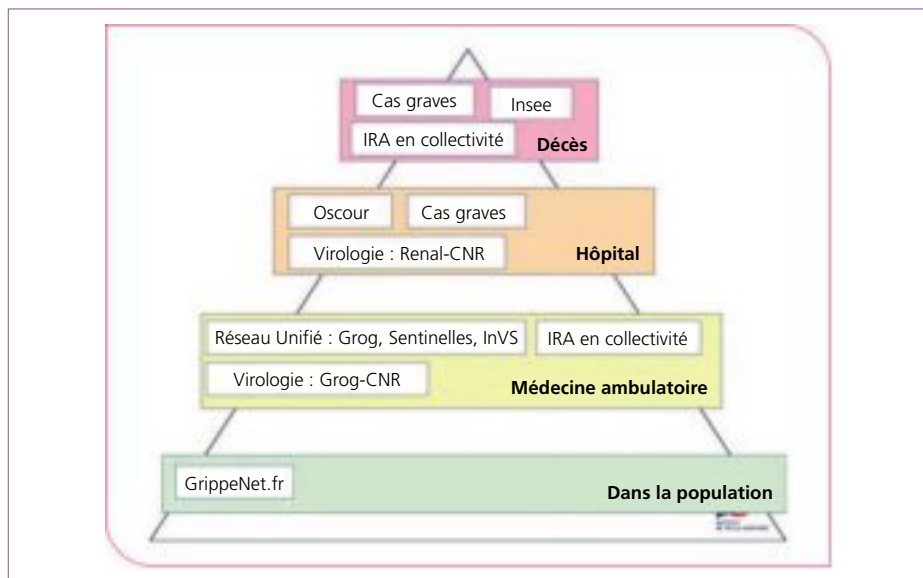 Cas graves
Insee
IRA en collectivité
Décès
Oscour
Cas graves
Virologie : Renal-CNR
Hôpital
Réseau Unifié : Grog, Sentinelles, InVS
IRA en collectivité
Virologie : Grog-CNR
Médecine ambulatoire
GrippeNet.fr
Dans la population